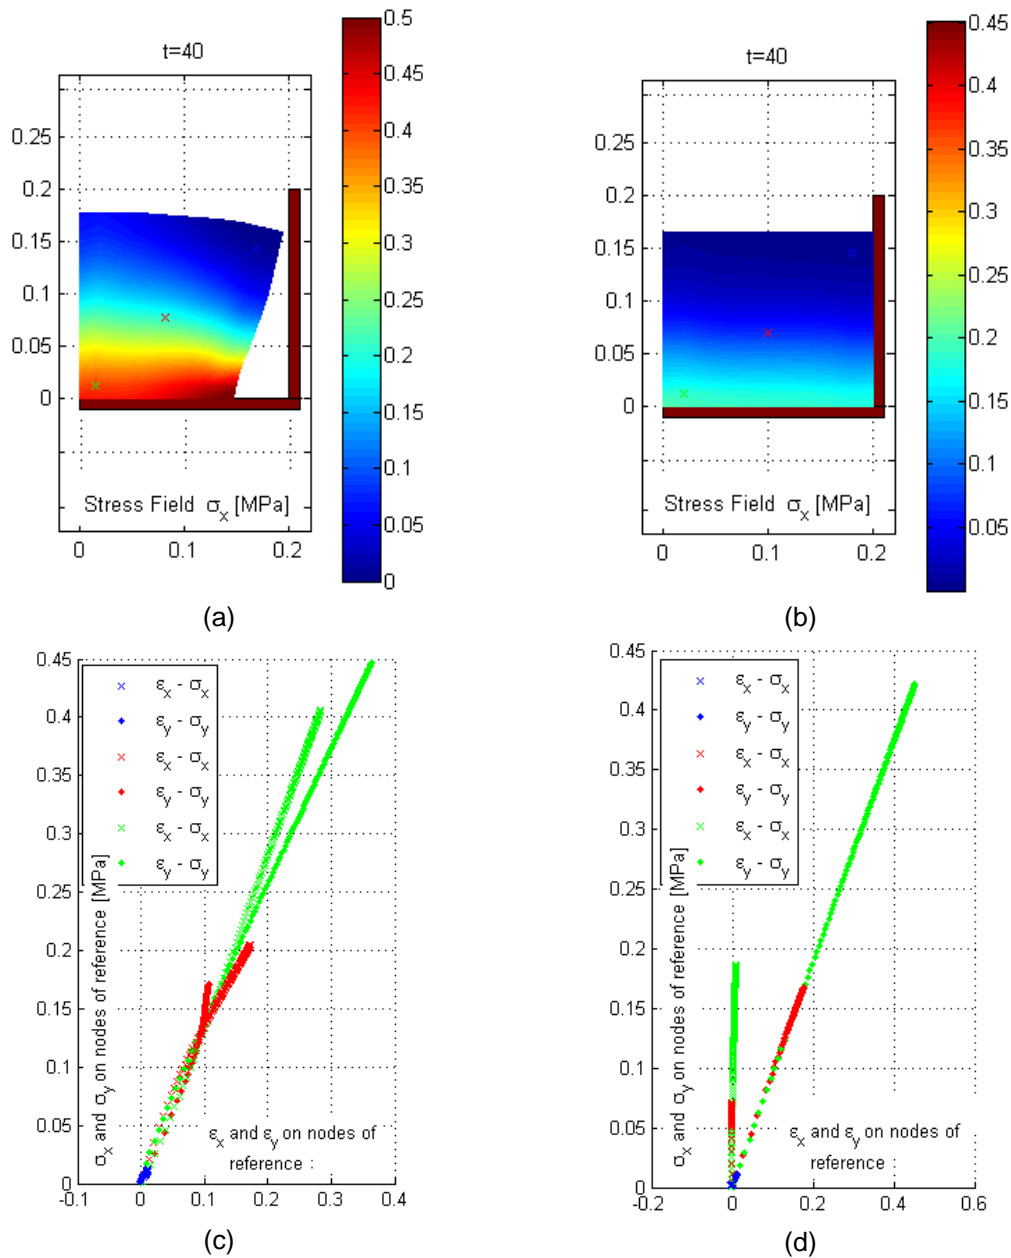 t=40
0.25
0.2
0.15
0.1
0.05
0
Stress Field σx [MPa]
0 0.1 0.2
0.5
0.45
0.4
0.35
0.3
0.25
0.2
0.15
0.1
0.05
0
(a)
t=40
0.25
0.2
0.15
0.1
0.05
0
Stress Field σx [MPa]
0 0.1 0.2
0.45
0.4
0.35
0.3
0.25
0.2
0.15
0.1
0.05
(b)
0.45
0.4
0.35
0.3
0.25
0.2
0.15
0.1
0.05
0
σx and σy on nodes of reference [MPa]
εx - σx
εy - σy
εx - σx
εy - σy
εx - σx
εy - σy
εx and εy on nodes of
reference :
-0.1 0 0.1 0.2 0.3 0.4
(c)
0.45
0.4
0.35
0.3
0.25
0.2
0.15
0.1
0.05
0
σx and σy on nodes of reference [MPa]
εx - σx
εy - σy
εx - σx
εy - σy
εx - σx
εy - σy
εx and εy on nodes of
reference
-0.2 0 0.2 0.4 0.6
(d)